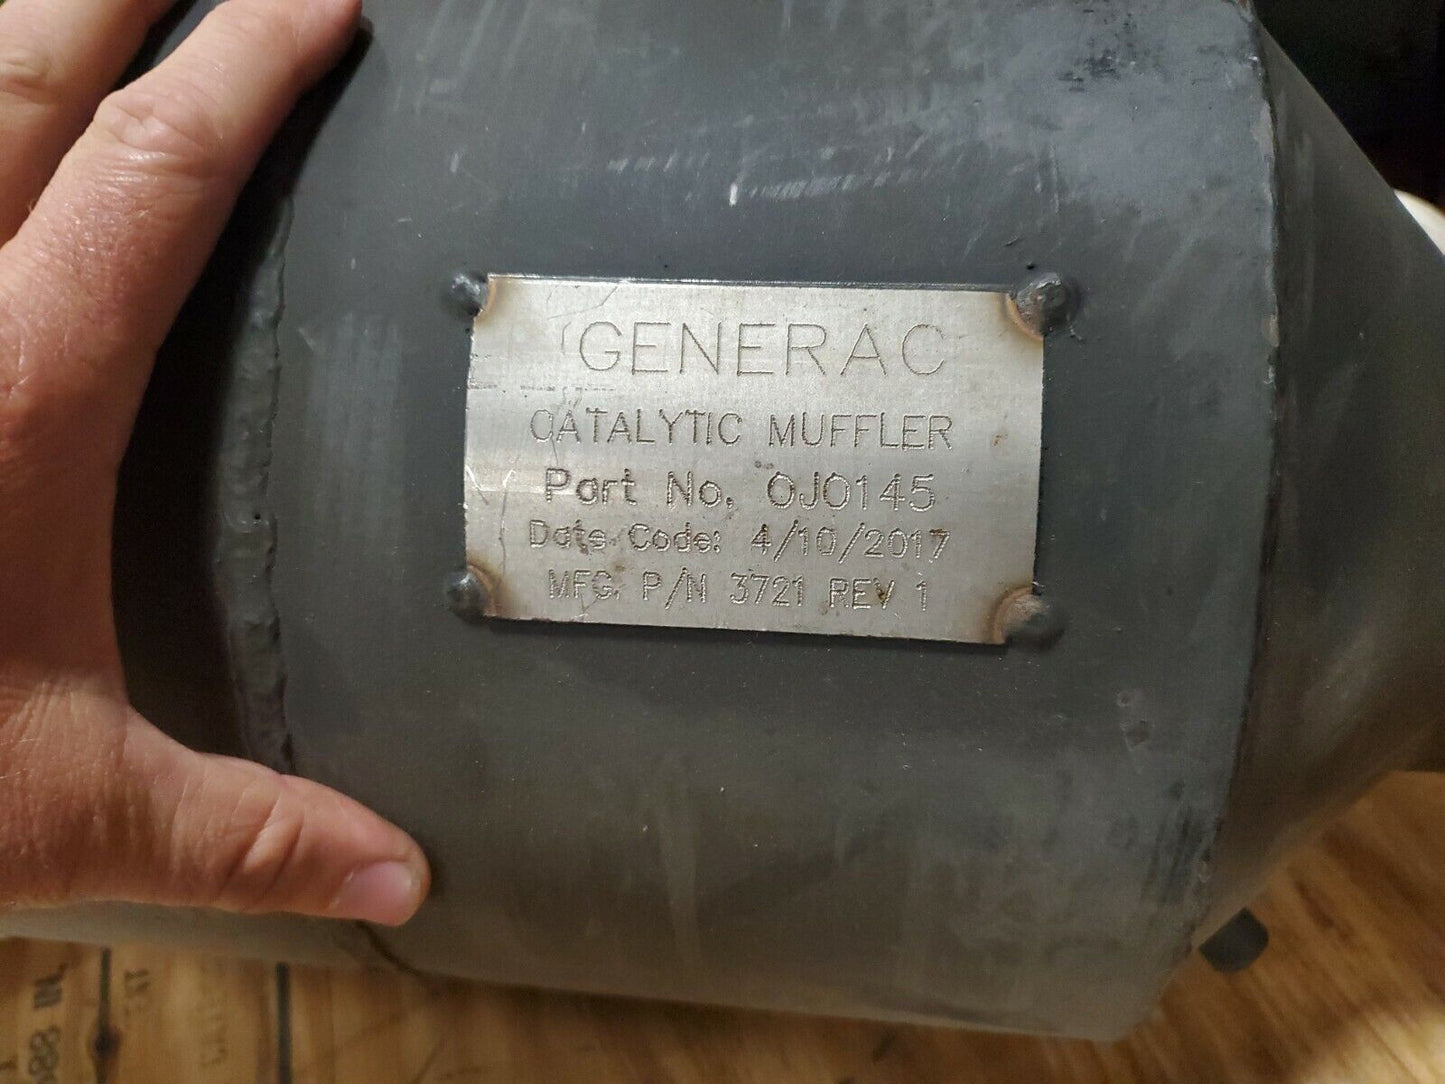 GENERAC
CATALYTIC MUFFLER
Part No. 0J0145
Date Code: 4/10/2017
MFG. P/N 3721 REV 1